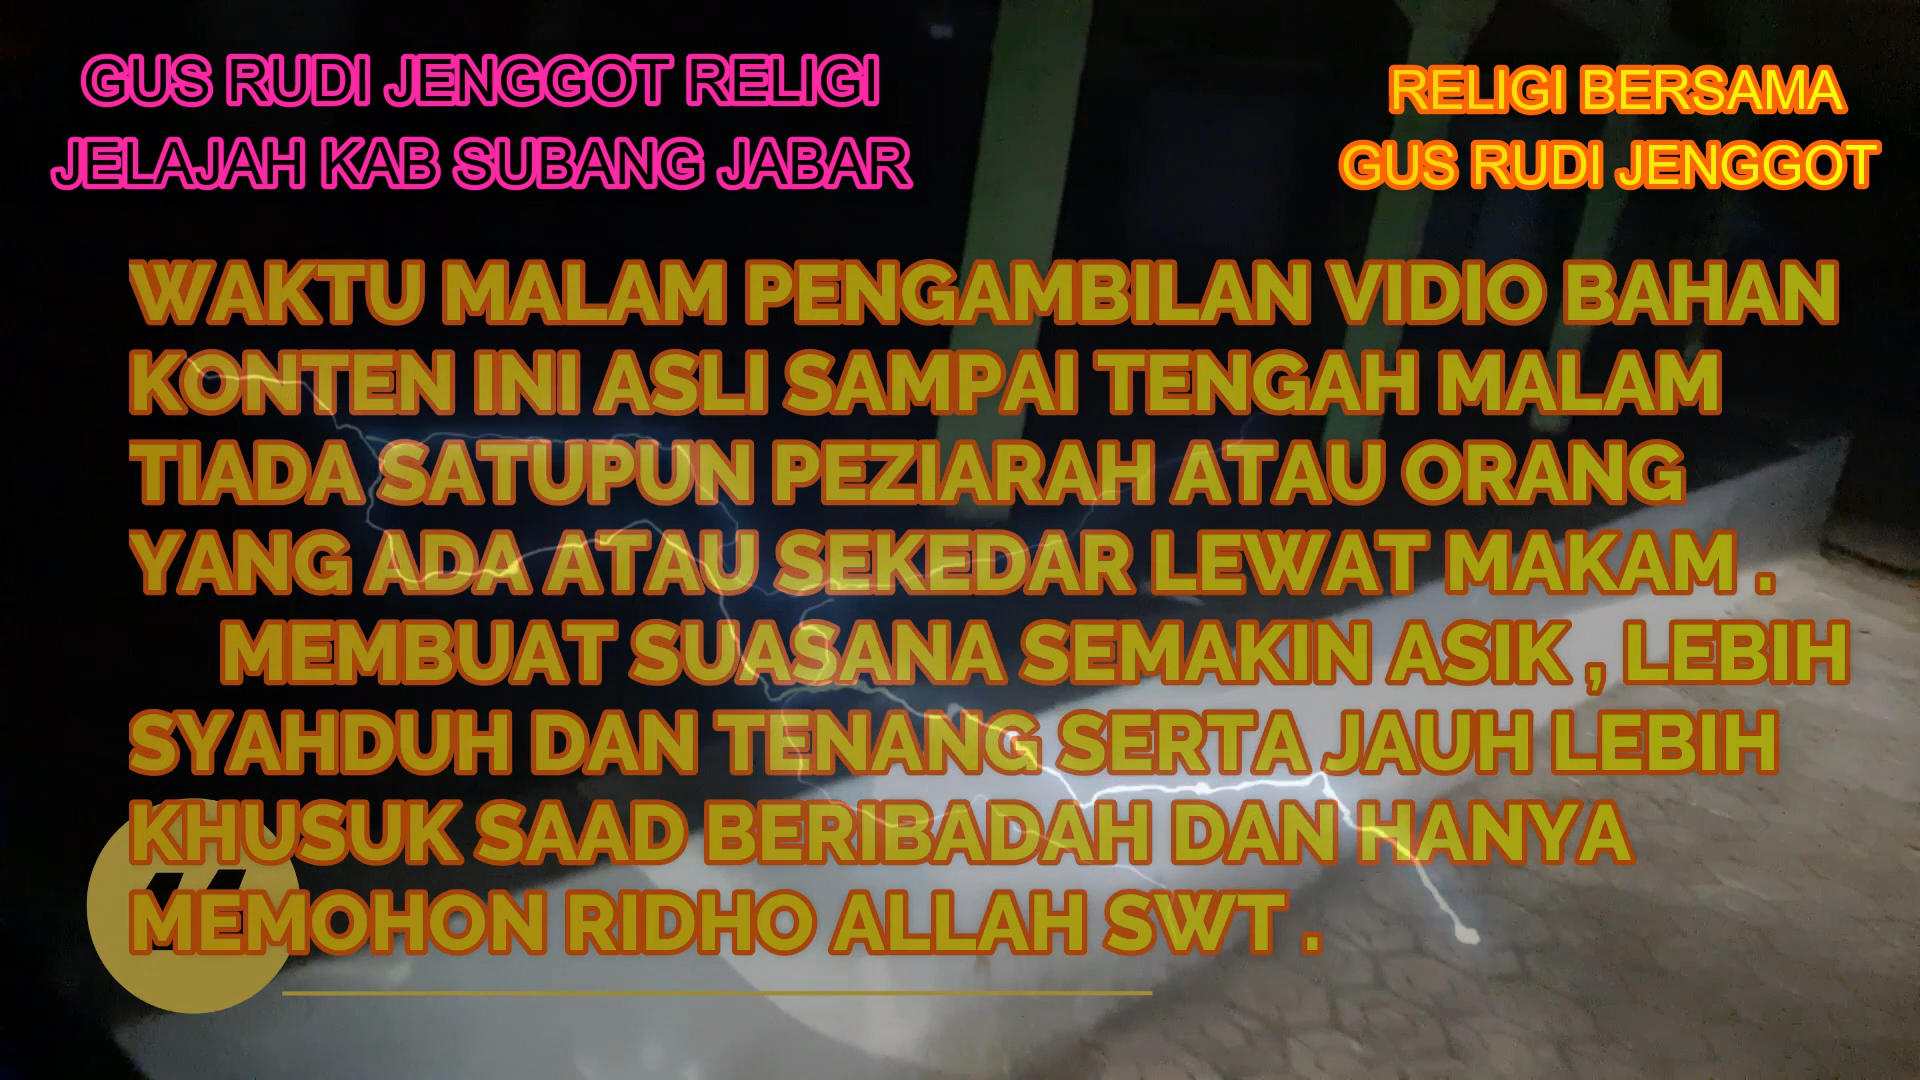 GUS RUDI JENGGOT RELIGI
JELAJAH KAB SUBANG JABAR
RELIGI BERSAMA
GUS RUDI JENGGOT
WAKTU MALAM PENGAMBILAN VIDIO BAHAN
KONTEN INI ASLI SAMPAI TENGAH MALAM
TIADA SATUPUN PEZIARAH ATAU ORANG
YANG ADA ATAU SEKEDAR LEWAT MAKAM .
MEMBUAT SUASANA SEMAKIN ASIK , LEBIH
SYAHDUH DAN TENANG SERTA JAUH LEBIH
KHUSUK SAAD BERIBADAH DAN HANYA
MEMOHON RIDHO ALLAH SWT .